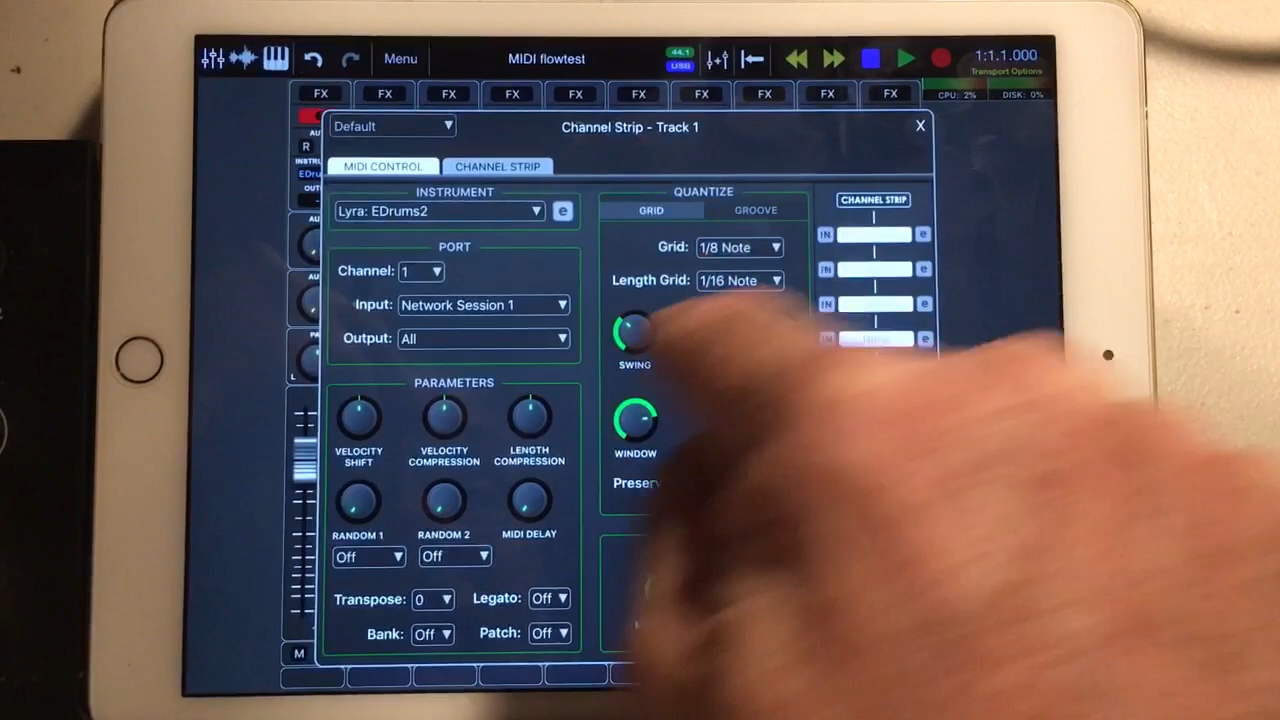 Menu
MIDI flowtest
44.1
USB
1:1.1.000
Transport Options
FX FX FX FX FX FX FX FX FX FX
CPU: 2% DISK: 0%
Default
Channel Strip - Track 1
X
MIDI CONTROL
CHANNEL STRIP
R
INSTRUMENT
Lyra: EDrums2
e
PORT
Channel: 1
Input: Network Session 1
Output: All
PARAMETERS
VELOCITY SHIFT
VELOCITY COMPRESSION
LENGTH COMPRESSION
RANDOM 1
RANDOM 2
MIDI DELAY
Off
Off
Transpose: 0
Legato: Off
Bank: Off
Patch: Off
QUANTIZE
GRID
GROOVE
Grid: 1/8 Note
Length Grid: 1/16 Note
SWING
WINDOW
Preserv
CHANNEL STRIP
IN e
IN e
IN e
IN e
L
M